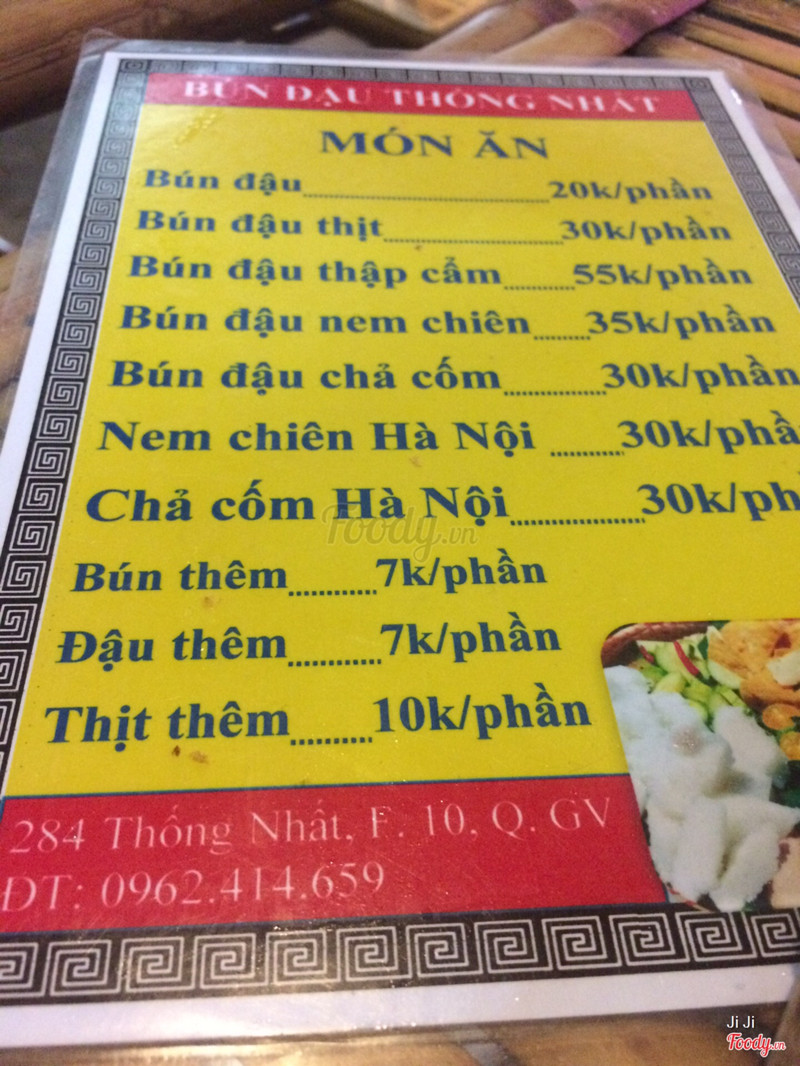 BÚN ĐẬU THỐNG NHẤT
MÓN ĂN
Bún đậu 20k/phần
Bún đậu thịt 30k/phần
Bún đậu thập cẩm 55k/phần
Bún đậu nem chiên 35k/phần
Bún đậu chả cốm 30k/phần
Nem chiên Hà Nội 30k/phầ
Chả cốm Hà Nội 30k/ph
Foody.vn
Bún thêm 7k/phần
Đậu thêm 7k/phần
Thịt thêm 10k/phần
284 Thống Nhất, F. 10, Q. GV
ĐT: 0962.414.659
Ji Ji
Foody.vn